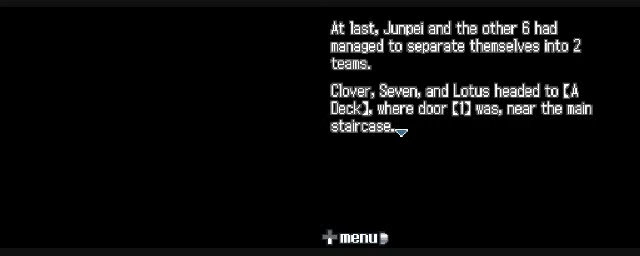 At last, Junpei and the other 6 had
managed to separate themselves into 2
teams.
Clover, Seven, and Lotus headed to 【A
Deck】, where door 【1】 was, near the main
staircase.
menu